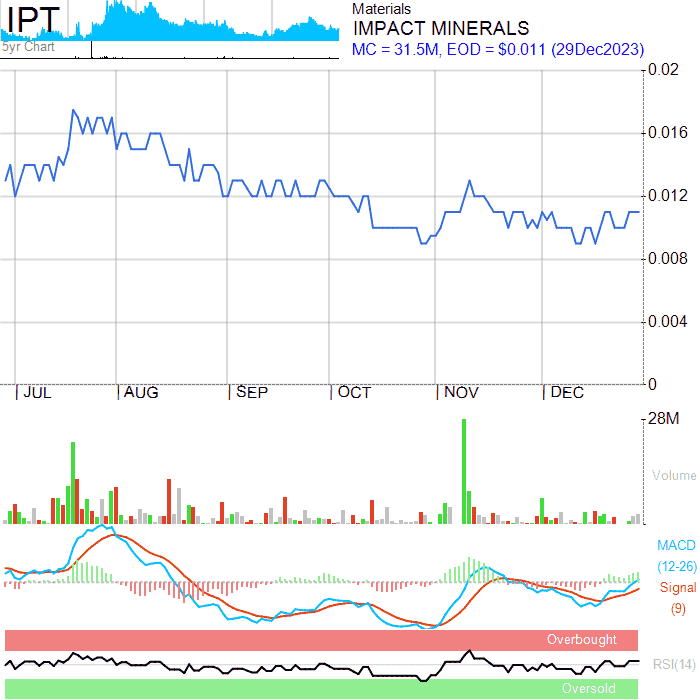 IPT
5yr Chart
Materials
IMPACT MINERALS
MC = 31.5M, EOD = $0.011 (29Dec2023)
0.02
0.016
0.012
0.008
0.004
0
JUL AUG SEP OCT NOV DEC
28M
Volume
MACD
(12-26)
Signal
(9)
Overbought
RSI(14)
Oversold